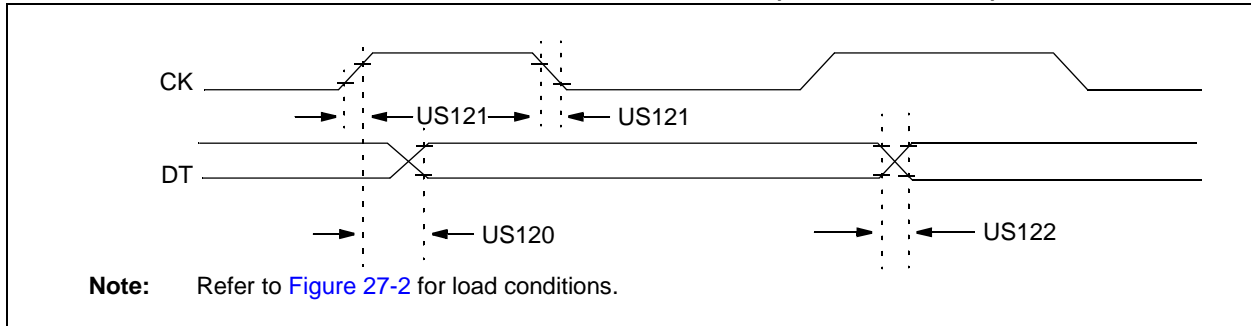 CK
US121
US121
DT
US120
US122
Note: Refer to Figure 27-2 for load conditions.